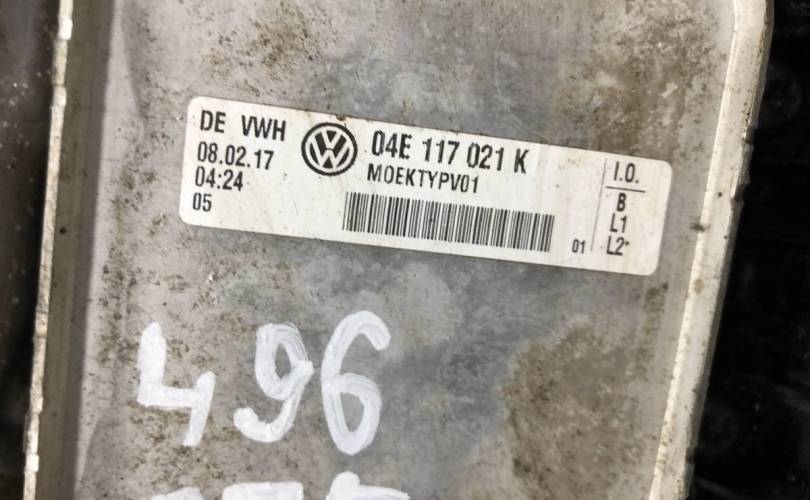 DE VWH
08.02.17
04:24
05
04E 117 021 K
MOEKTYPV01
01
I.O.
B
L1
L2
496